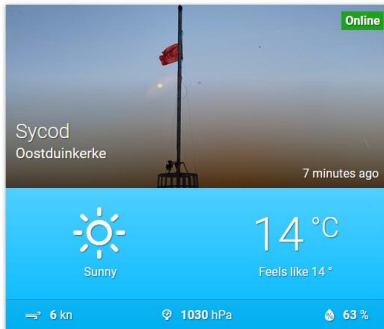 Online
Sycod
Oostduinkerke
7 minutes ago
14 °C
Sunny
Feels like 14 °
6 kn
1030 hPa
63 %